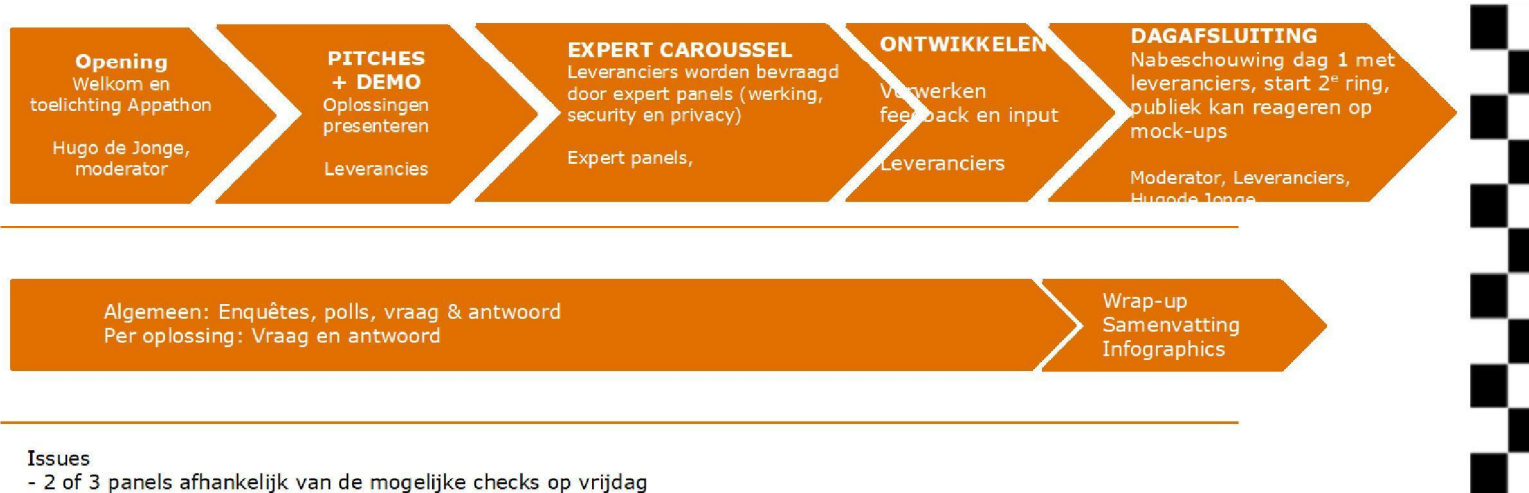 Opening
Welkom en
toelichting Appathon
Hugo de Jonge,
moderator
PITCHES
+ DEMO
Oplossingen
presenteren
Leverancies
EXPERT CAROUSSEL
Leveranciers worden bevraagd
door expert panels (werking,
security en privacy)
Expert panels,
ONTWIKKELEN
Verwerken
feedback en input
Leveranciers
DAGAFSLUITING
Nabeschouwing dag 1 met
leveranciers, start 2e ring,
publiek kan reageren op
mock-ups
Moderator, Leveranciers,
Hugode Jonge
Algemeen: Enquêtes, polls, vraag & antwoord
Per oplossing: Vraag en antwoord
Wrap-up
Samenvatting
Infographics
Issues
- 2 of 3 panels afhankelijk van de mogelijke checks op vrijdag